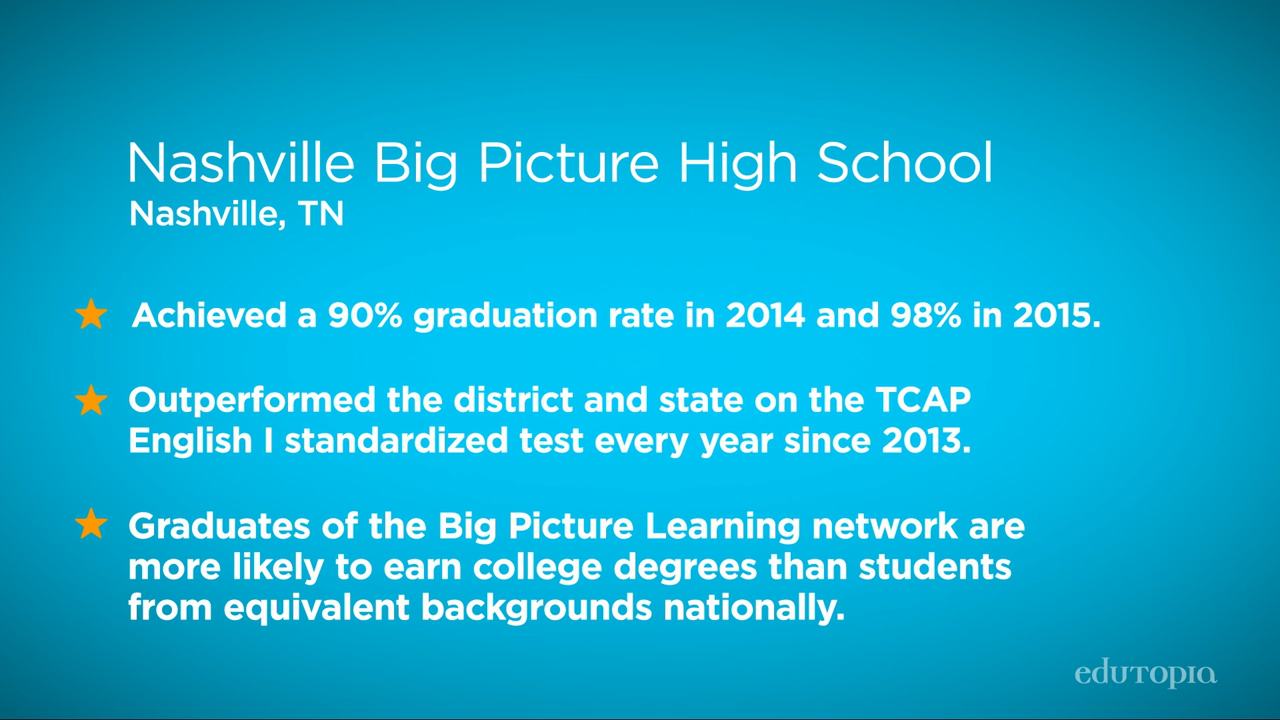 Nashville Big Picture High School
Nashville, TN
Achieved a 90% graduation rate in 2014 and 98% in 2015.
Outperformed the district and state on the TCAP
English I standardized test every year since 2013.
Graduates of the Big Picture Learning network are
more likely to earn college degrees than students
from equivalent backgrounds nationally.
edutopia